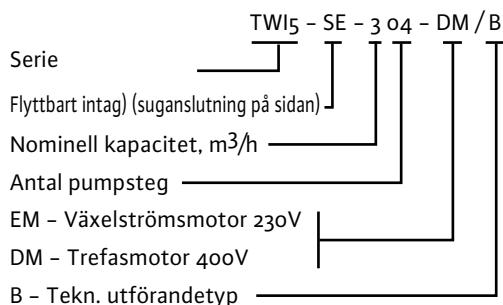 TWI5 – SE – 3 04 – DM / B
Serie
Flyttbart intag) (suganslutning på sidan)
Nominell kapacitet, m3/h
Antal pumpsteg
EM – Växelströmsmotor 230V
DM – Trefasmotor 400V
B – Tekn. utförandetyp